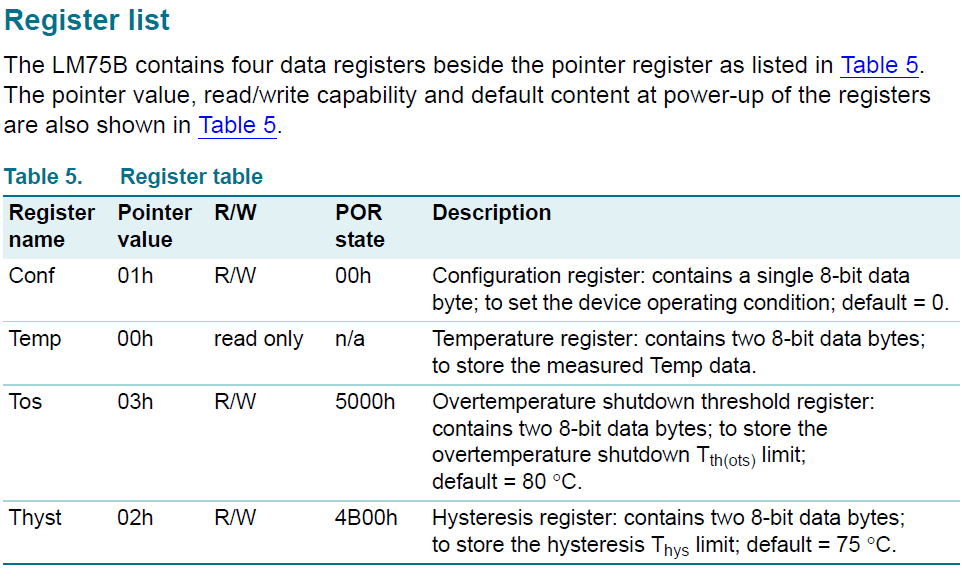 Register list
The LM75B contains four data registers beside the pointer register as listed in Table 5.
The pointer value, read/write capability and default content at power-up of the registers
are also shown in Table 5.
Table 5. Register table
Register name Pointer value R/W POR state Description
Conf 01h R/W 00h Configuration register: contains a single 8-bit data
byte; to set the device operating condition; default = 0.
Temp 00h read only n/a Temperature register: contains two 8-bit data bytes;
to store the measured Temp data.
Tos 03h R/W 5000h Overtemperature shutdown threshold register:
contains two 8-bit data bytes; to store the
overtemperature shutdown Tth(ots) limit;
default = 80 °C.
Thyst 02h R/W 4B00h Hysteresis register: contains two 8-bit data bytes;
to store the hysteresis Thys limit; default = 75 °C.